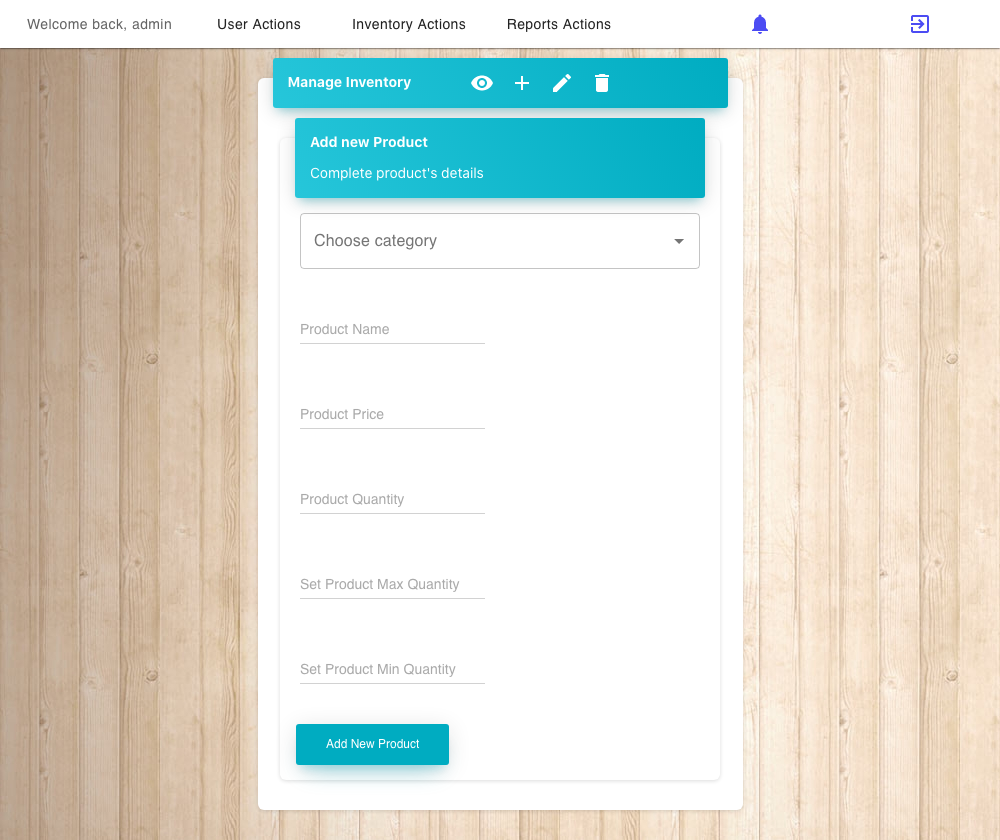 Welcome back, admin User Actions Inventory Actions Reports Actions
Manage Inventory
Add new Product
Complete product's details
Choose category
Product Name
Product Price
Product Quantity
Set Product Max Quantity
Set Product Min Quantity
Add New Product